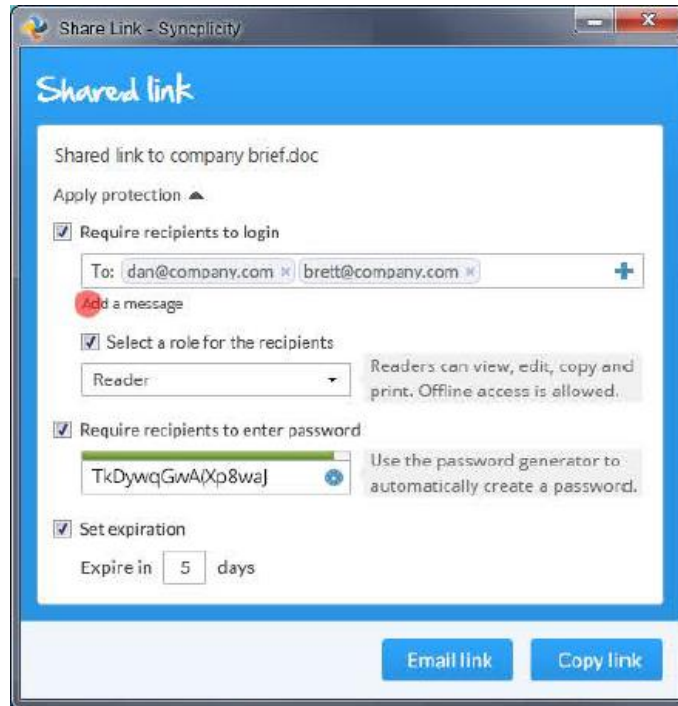 Share Link - Syncplicity
Shared link
Shared link to company brief.doc
Apply protection
Require recipients to login
To: dan@company.com × brett@company.com ×
Add a message
Select a role for the recipients
Reader
Readers can view, edit, copy and
print. Offline access is allowed.
Require recipients to enter password
Use the password generator to
automatically create a password.
Set expiration
Expire in 5 days
Email link
Copy link